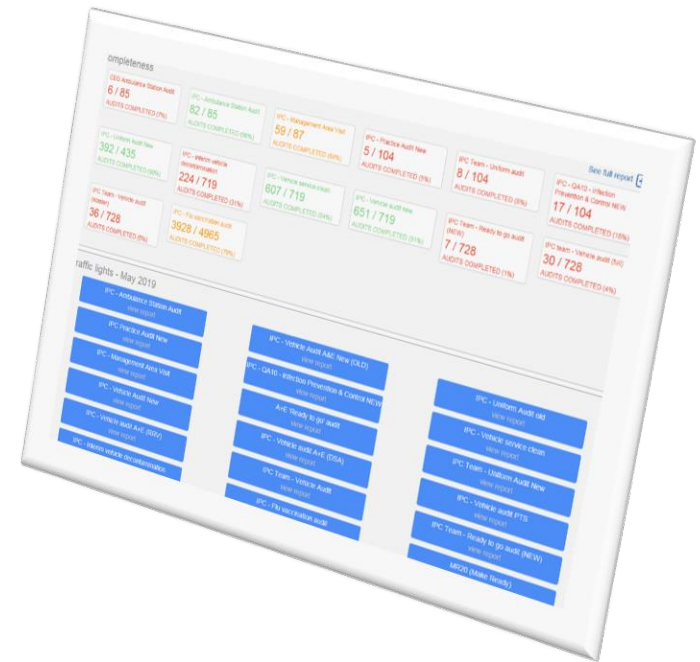 ompleteness
See full report
CEG Ambulance Station Audit
6 / 85
AUDITS COMPLETED (7%)
IPC - Ambulance Station Audit
82 / 85
AUDITS COMPLETED (96%)
IPC - Management Area Visit
59 / 87
AUDITS COMPLETED (68%)
IPC - Practice Audit New
5 / 104
AUDITS COMPLETED (5%)
IPC Team - Uniform audit
8 / 104
AUDITS COMPLETED (8%)
IPC - QA10 - Infection
Prevention & Control NEW
17 / 104
AUDITS COMPLETED (16%)
IPC - Uniform Audit New
392 / 435
AUDITS COMPLETED (90%)
IPC - Interim vehicle
decontamination
224 / 719
AUDITS COMPLETED (31%)
IPC - Vehicle service clean
607 / 719
AUDITS COMPLETED (84%)
IPC - Vehicle audit new
651 / 719
AUDITS COMPLETED (91%)
IPC Team - Ready to go audit
(NEW)
7 / 728
AUDITS COMPLETED (1%)
IPC team - Vehicle audit (full)
30 / 728
AUDITS COMPLETED (4%)
IPC Team - Vehicle audit
36 / 728
AUDITS COMPLETED (5%)
IPC - Flu vaccination audit
3928 / 4965
AUDITS COMPLETED (79%)
raffic lights - May 2019
IPC - Ambulance Station Audit
view report
IPC Practice Audit New
view report
IPC - Management Area Visit
view report
IPC - Vehicle Audit New
view report
IPC - Vehicle audit A+E (RRV)
view report
IPC - Interim vehicle decontamination
IPC - Vehicle Audit A&E New (OLD)
view report
IPC - QA10 - Infection Prevention & Control NEW
view report
A+E 'Ready to go' audit
view report
IPC - Vehicle audit A+E (DSA)
view report
IPC Team - Vehicle Audit
view report
IPC - Flu vaccination audit
IPC - Uniform Audit old
view report
IPC - Vehicle service clean
view report
IPC Team - Uniform Audit New
view report
IPC - Vehicle audit PTS
view report
IPC Team - Ready to go audit (NEW)
view report
MR20 (Make Ready)